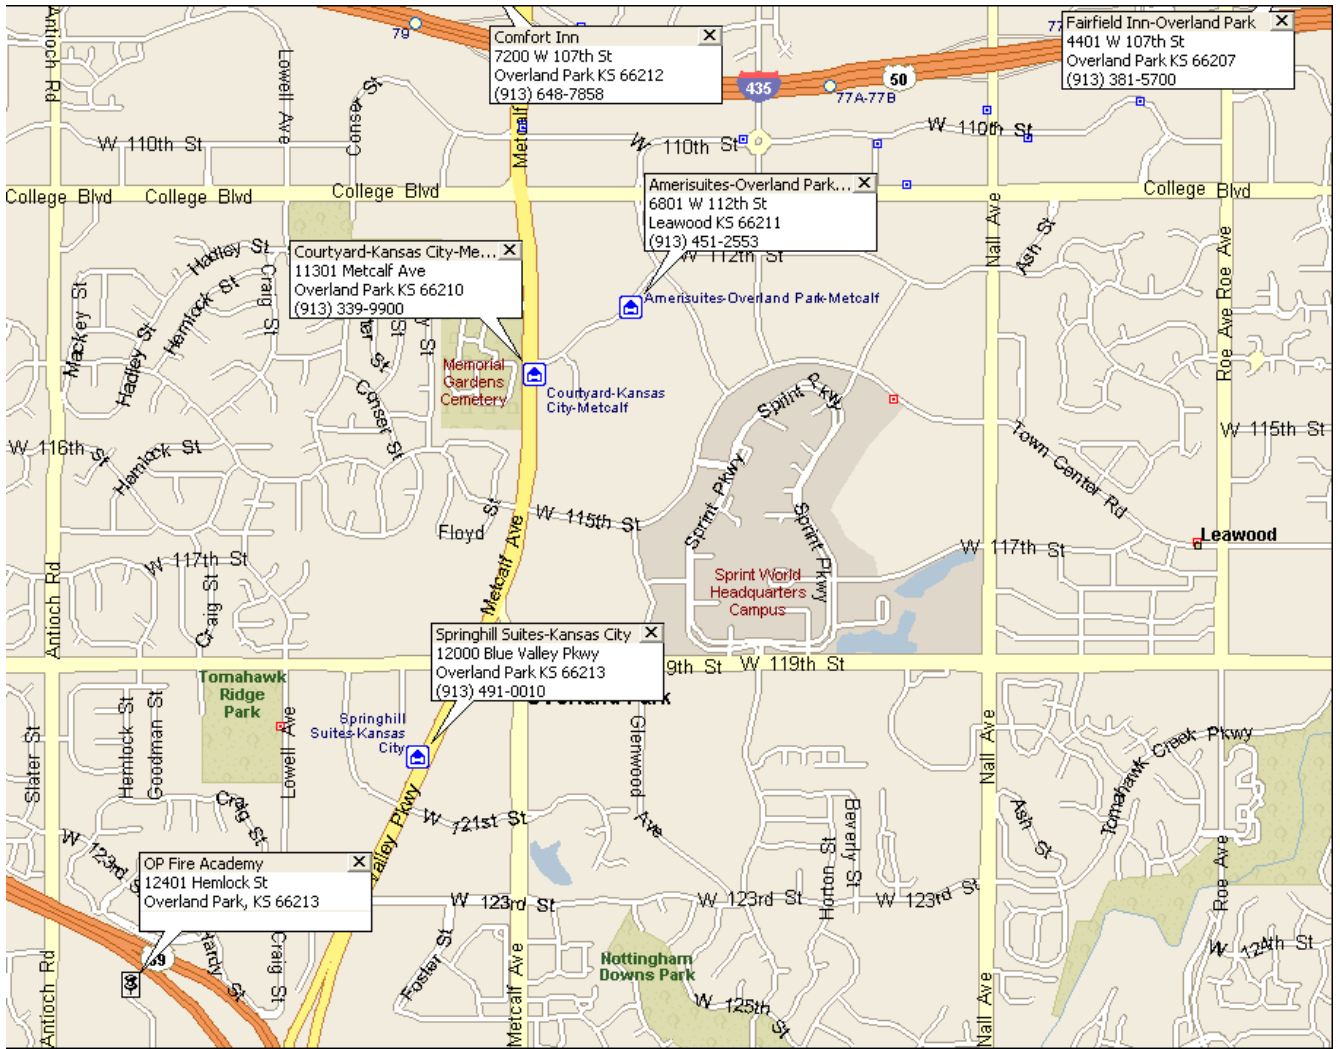 Antioch Rd
79
Comfort Inn
7200 W 107th St
Overland Park KS 66212
(913) 648-7858
77
Fairfield Inn-Overland Park
4401 W 107th St
Overland Park KS 66207
(913) 381-5700
435
50
77A-77B
Lowell Ave
Conser St
Metcalf
W 110th St
W 110th St
W 110th St
College Blvd
College Blvd
College Blvd
College Blvd
Amerisuites-Overland Park...
6801 W 112th St
Leawood KS 66211
(913) 451-2553
W 112th St
Nall Ave
Ash St
Roe Ave
Roe Ave
Hadley St
Craig St
Hemlock St
Mackey St
Hadley St
Courtyard-Kansas City-Me...
11301 Metcalf Ave
Overland Park KS 66210
(913) 339-9900
Amerisuites-Overland Park-Metcalf
St
St
Memorial
Gardens
Cemetery
Courtyard-Kansas
City-Metcalf
Conser St
Sprint Pkwy
W 116th St
Hemlock St
Town Center Rd
W 115th St
Sprint Pkwy
Sprint Pkwy
Floyd St
W 115th St
Metcalf Ave
Leawood
W 117th St
W 117th St
Craig St
Antioch Rd
Sprint World
Headquarters
Campus
Springhill Suites-Kansas City
12000 Blue Valley Pkwy
Overland Park KS 66213
(913) 491-0010
9th St
W 119th St
Tomahawk
Ridge
Park
Overland Park
Springhill
Suites-Kansas
City
Slater St
Hemlock St
Goodman St
Lowell Ave
Glenwood Ave
Nall Ave
Tomahawk Creek Pkwy
Craig St
W 121st St
Valley Pkwy
Horton St
Beverly St
Ash St
Roe Ave
W 123rd S
OP Fire Academy
12401 Hemlock St
Overland Park, KS 66213
W 123rd St
W 123rd St
W 123rd St
69
Hardy St
Craig St
Foster St
Metcalf Ave
Nottingham
Downs Park
W 125th St
W 124th St
Antioch Rd
Nall Ave